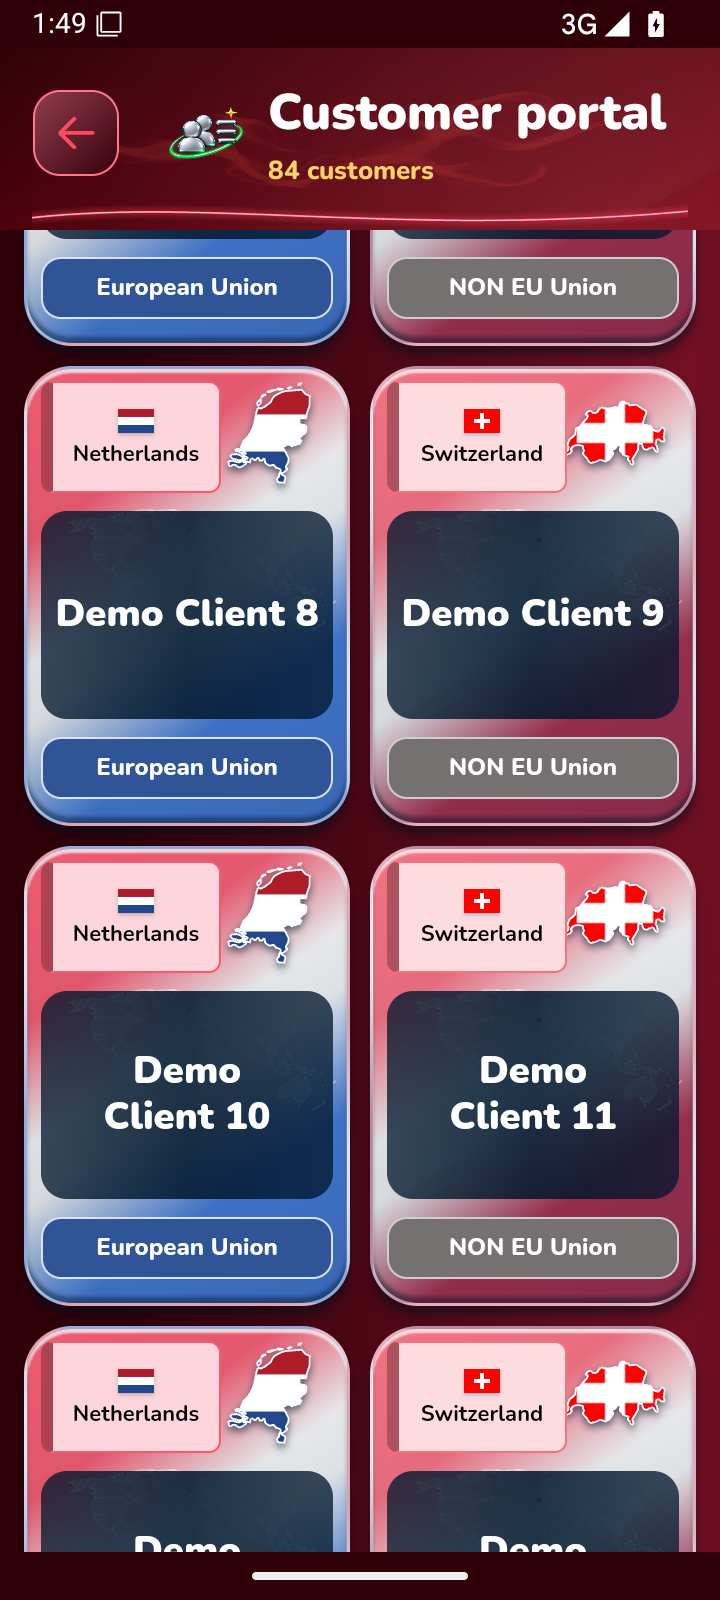 1:49
3G
Customer portal
84 customers
European Union
NON EU Union
Netherlands
Switzerland
Demo Client 8
Demo Client 9
European Union
NON EU Union
Netherlands
Switzerland
Demo
Client 10
Demo
Client 11
European Union
NON EU Union
Netherlands
Switzerland
Demo
Demo